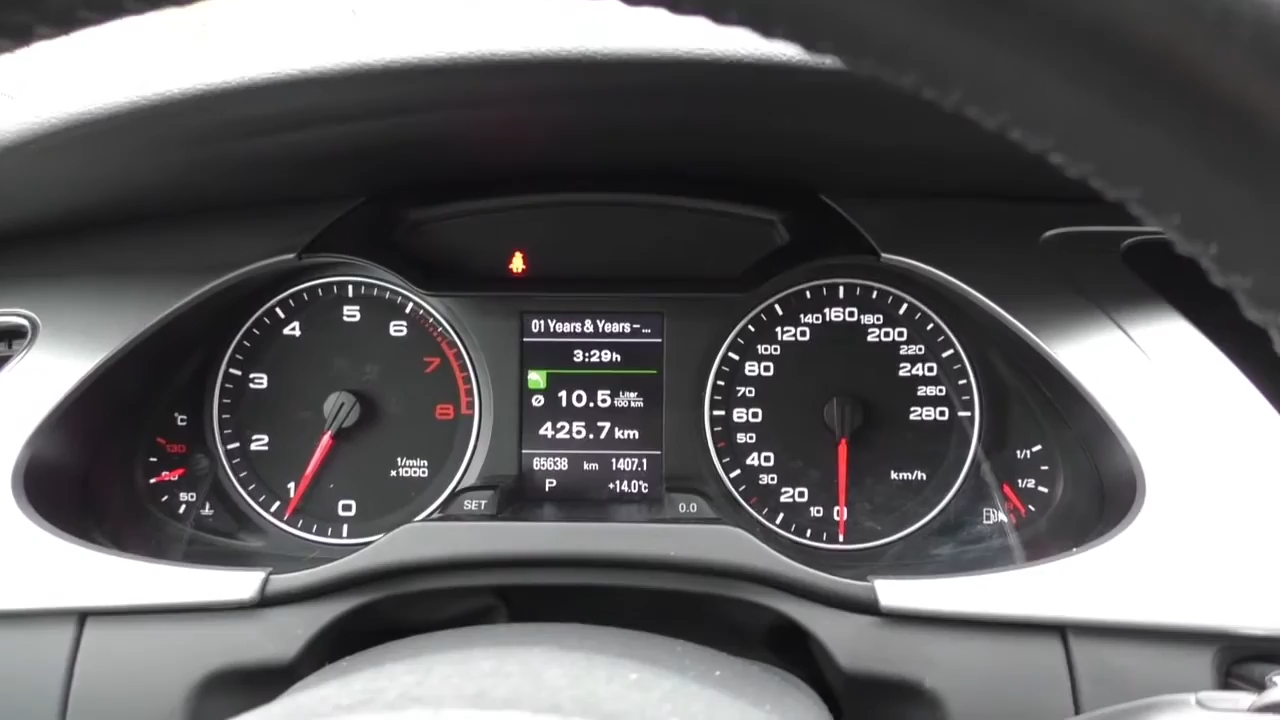 01 Years & Years – ...
3:29h
Ø 10.5 Liter
100 km
425.7 km
65638 km 1407.1
P +14.0°C
SET
0.0
0
1
2
3
4
5
6
7
8
1/min
x1000
°C
130
90
50
0
10
20
30
40
50
60
70
80
100
120
140
160
180
200
220
240
260
280
km/h
1/1
1/2
R